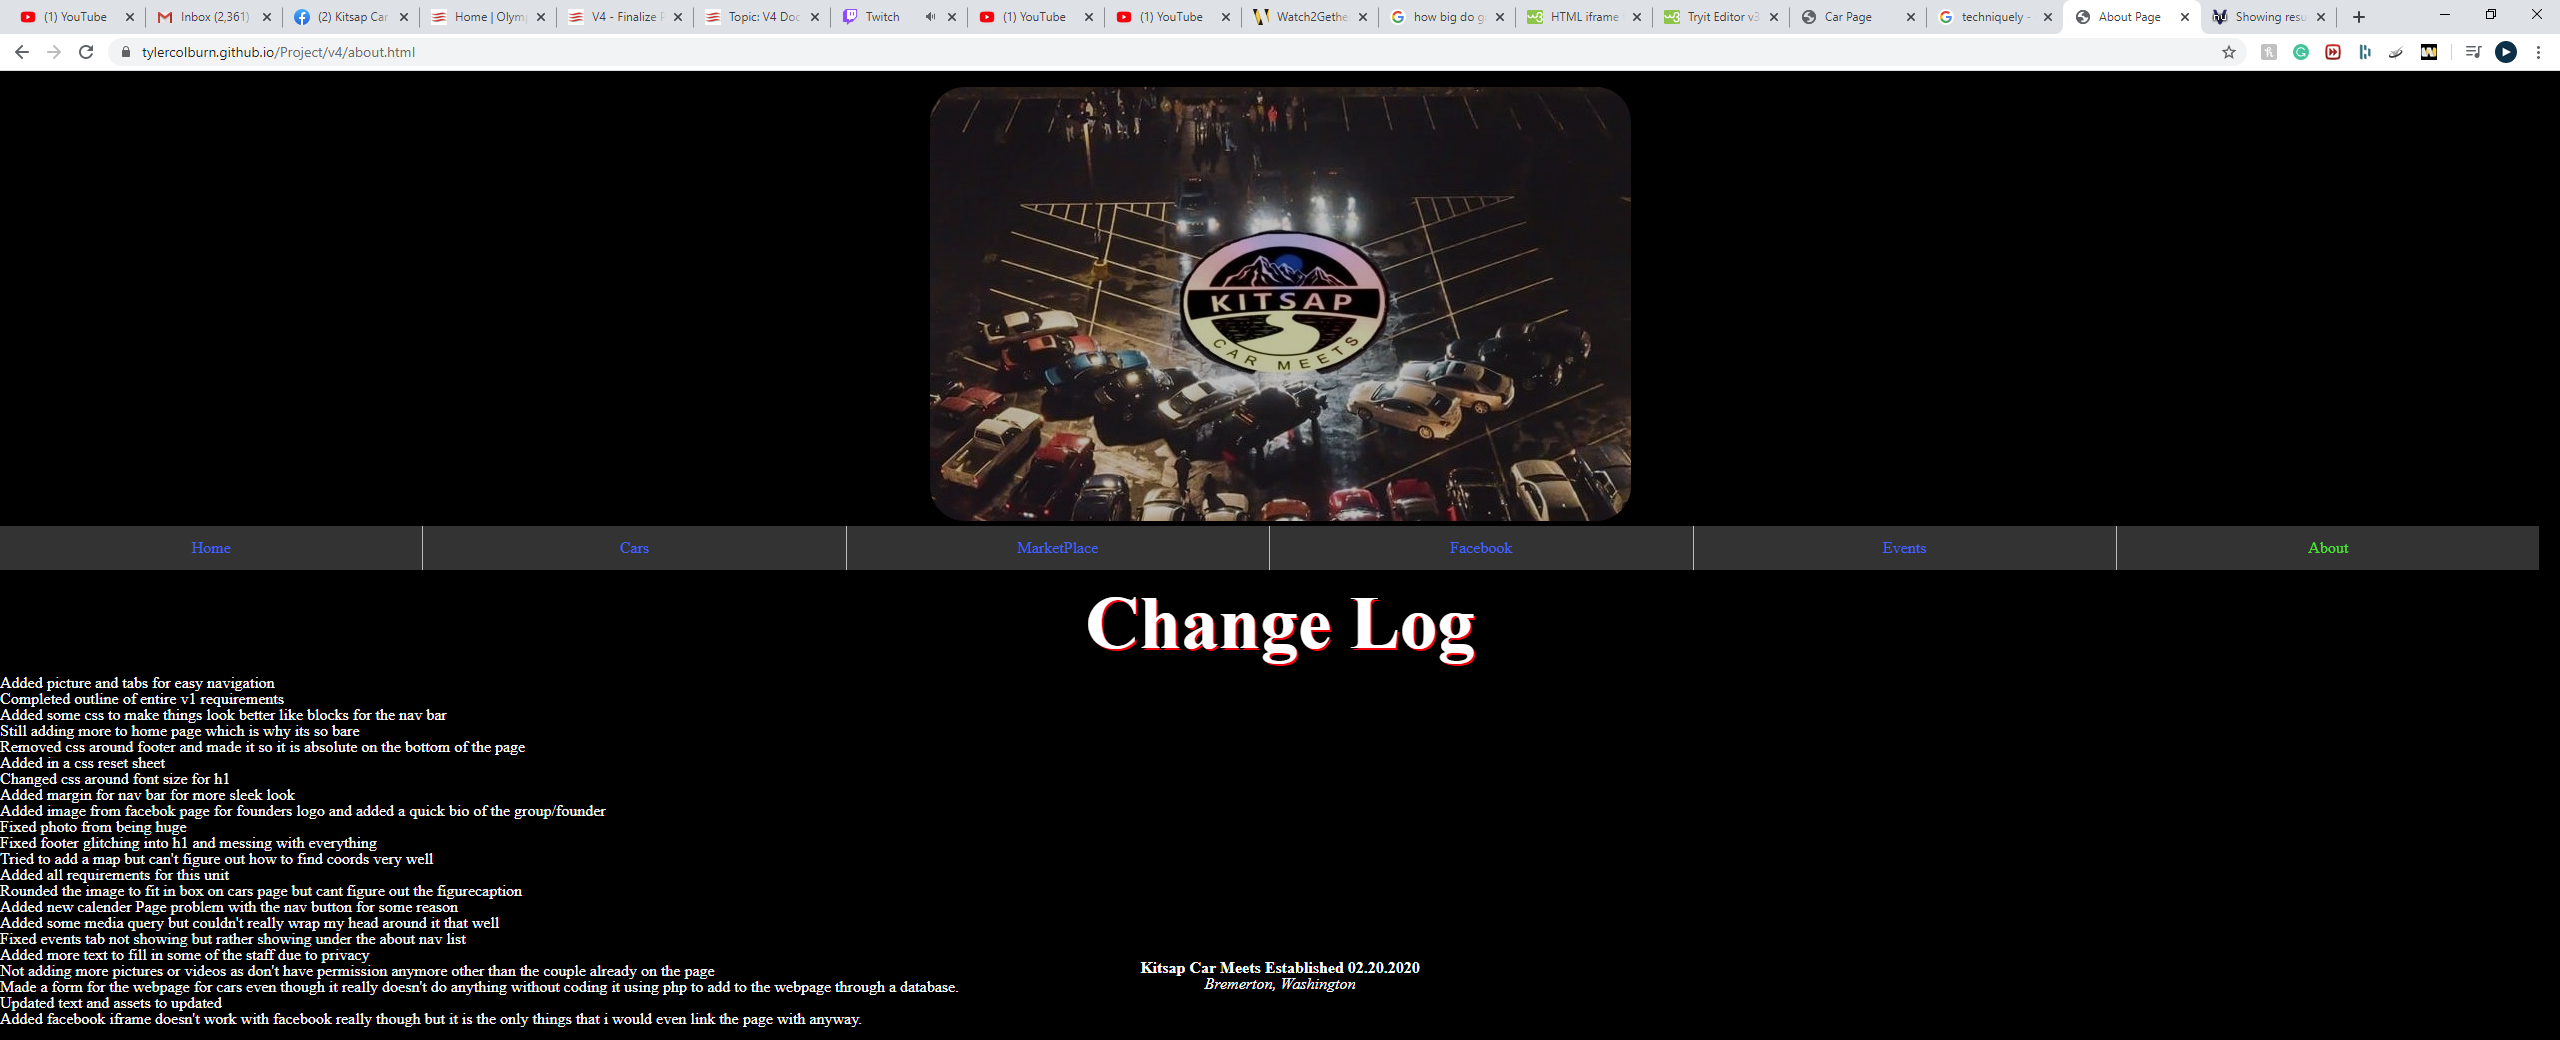 (1) YouTube
Inbox (2,361)
(2) Kitsap Car
Home | Olymp
V4 - Finalize P
Topic: V4 Doc
Twitch
(1) YouTube
(1) YouTube
Watch2Gethe
how big do g
HTML iframe
Tryit Editor v3
Car Page
techniquely -
About Page
Showing resu
tylercolburn.github.io/Project/v4/about.html
KITSAP
CAR MEETS
Home
Cars
MarketPlace
Facebook
Events
About
Change Log
Added picture and tabs for easy navigation
Completed outline of entire v1 requirements
Added some css to make things look better like blocks for the nav bar
Still adding more to home page which is why its so bare
Removed css around footer and made it so it is absolute on the bottom of the page
Added in a css reset sheet
Changed css around font size for h1
Added margin for nav bar for more sleek look
Added image from facebok page for founders logo and added a quick bio of the group/founder
Fixed photo from being huge
Fixed footer glitching into h1 and messing with everything
Tried to add a map but can't figure out how to find coords very well
Added all requirements for this unit
Rounded the image to fit in box on cars page but cant figure out the figurecaption
Added new calender Page problem with the nav button for some reason
Added some media query but couldn't really wrap my head around it that well
Fixed events tab not showing but rather showing under the about nav list
Added more text to fill in some of the staff due to privacy
Not adding more pictures or videos as don't have permission anymore other than the couple already on the page
Made a form for the webpage for cars even though it really doesn't do anything without coding it using php to add to the webpage through a database.
Updated text and assets to updated
Added facebook iframe doesn't work with facebook really though but it is the only things that i would even link the page with anyway.
Kitsap Car Meets Established 02.20.2020
Bremerton, Washington